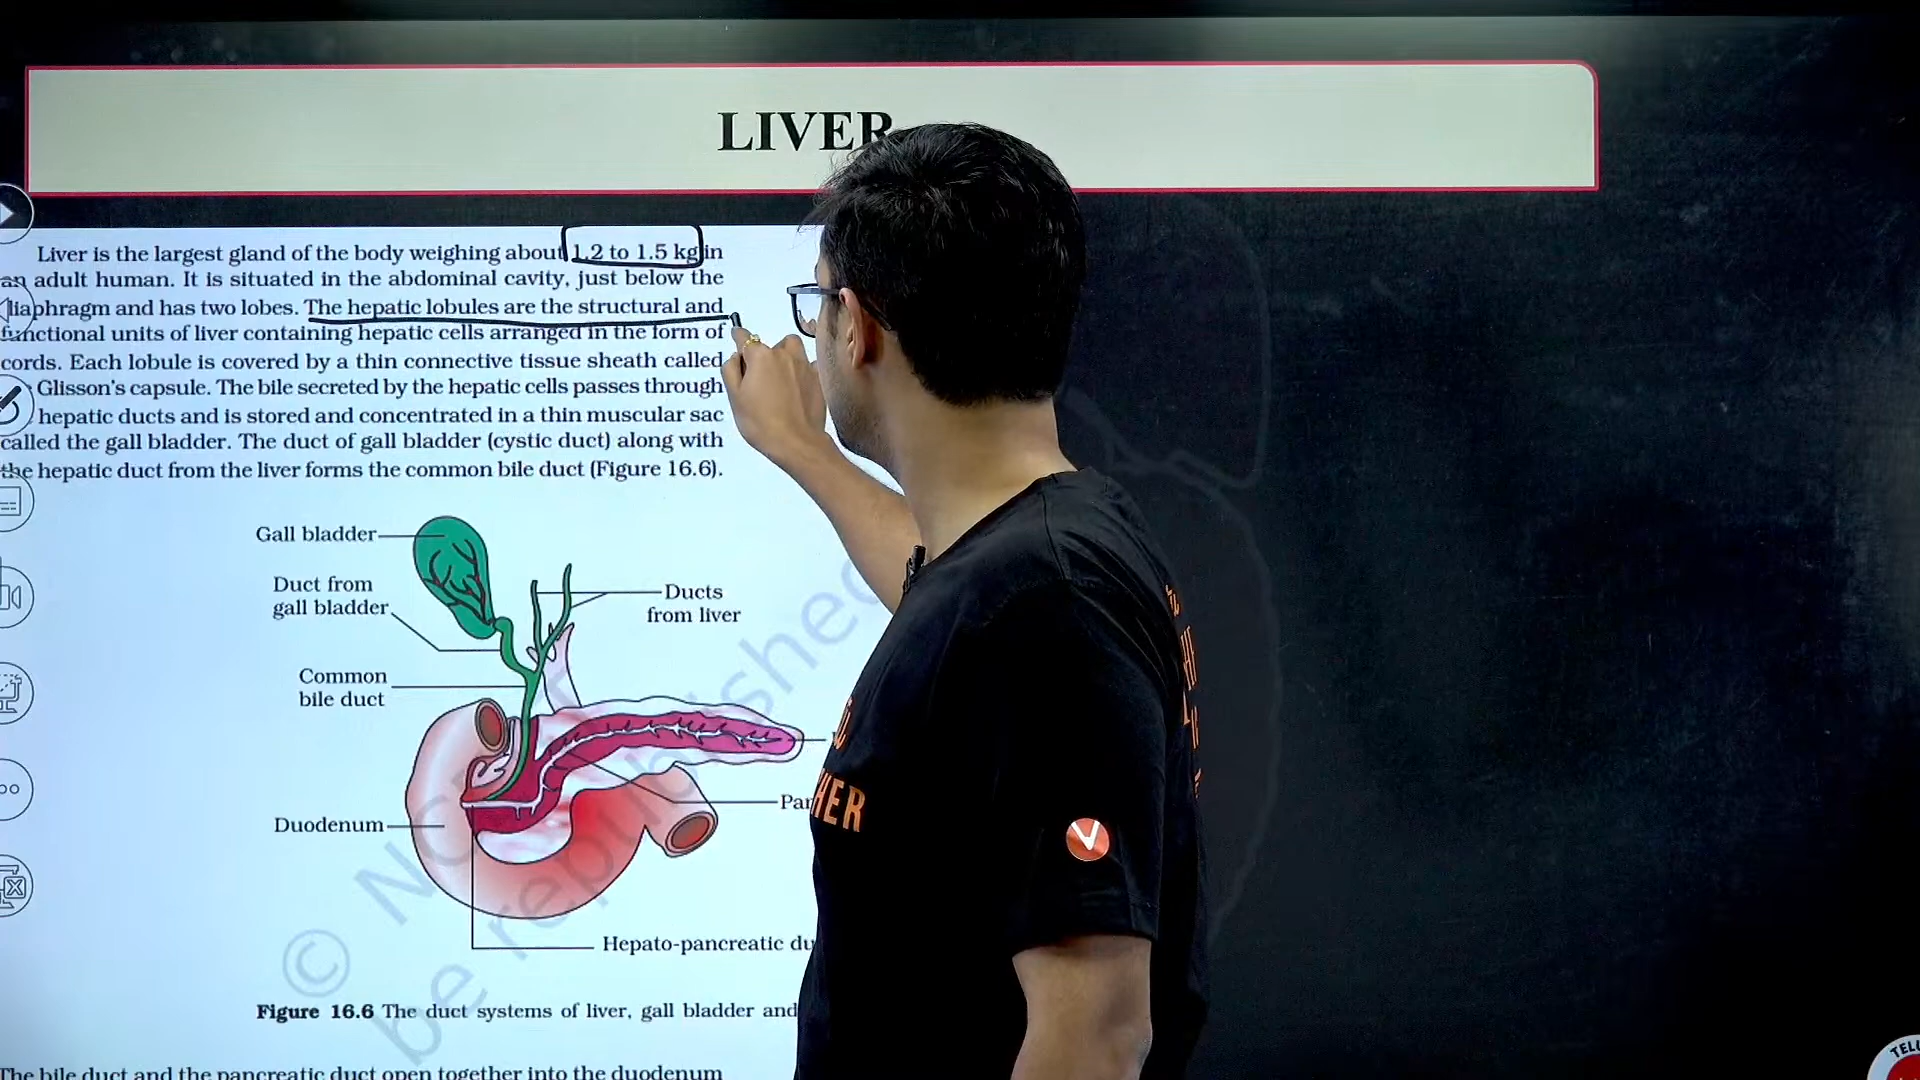 LIVER
Liver is the largest gland of the body weighing about 1.2 to 1.5 kg in
an adult human. It is situated in the abdominal cavity, just below the
diaphragm and has two lobes. The hepatic lobules are the structural and
functional units of liver containing hepatic cells arranged in the form of
cords. Each lobule is covered by a thin connective tissue sheath called
Glisson's capsule. The bile secreted by the hepatic cells passes through
hepatic ducts and is stored and concentrated in a thin muscular sac
called the gall bladder. The duct of gall bladder (cystic duct) along with
the hepatic duct from the liver forms the common bile duct (Figure 16.6).
Gall bladder
Duct from
gall bladder
Ducts
from liver
Common
bile duct
Duodenum
Hepato-pancreatic
Figure 16.6 The duct systems of liver, gall bladder and
The bile duct and the pancreatic duct open together into the duodenum
HER
V
©
be republished